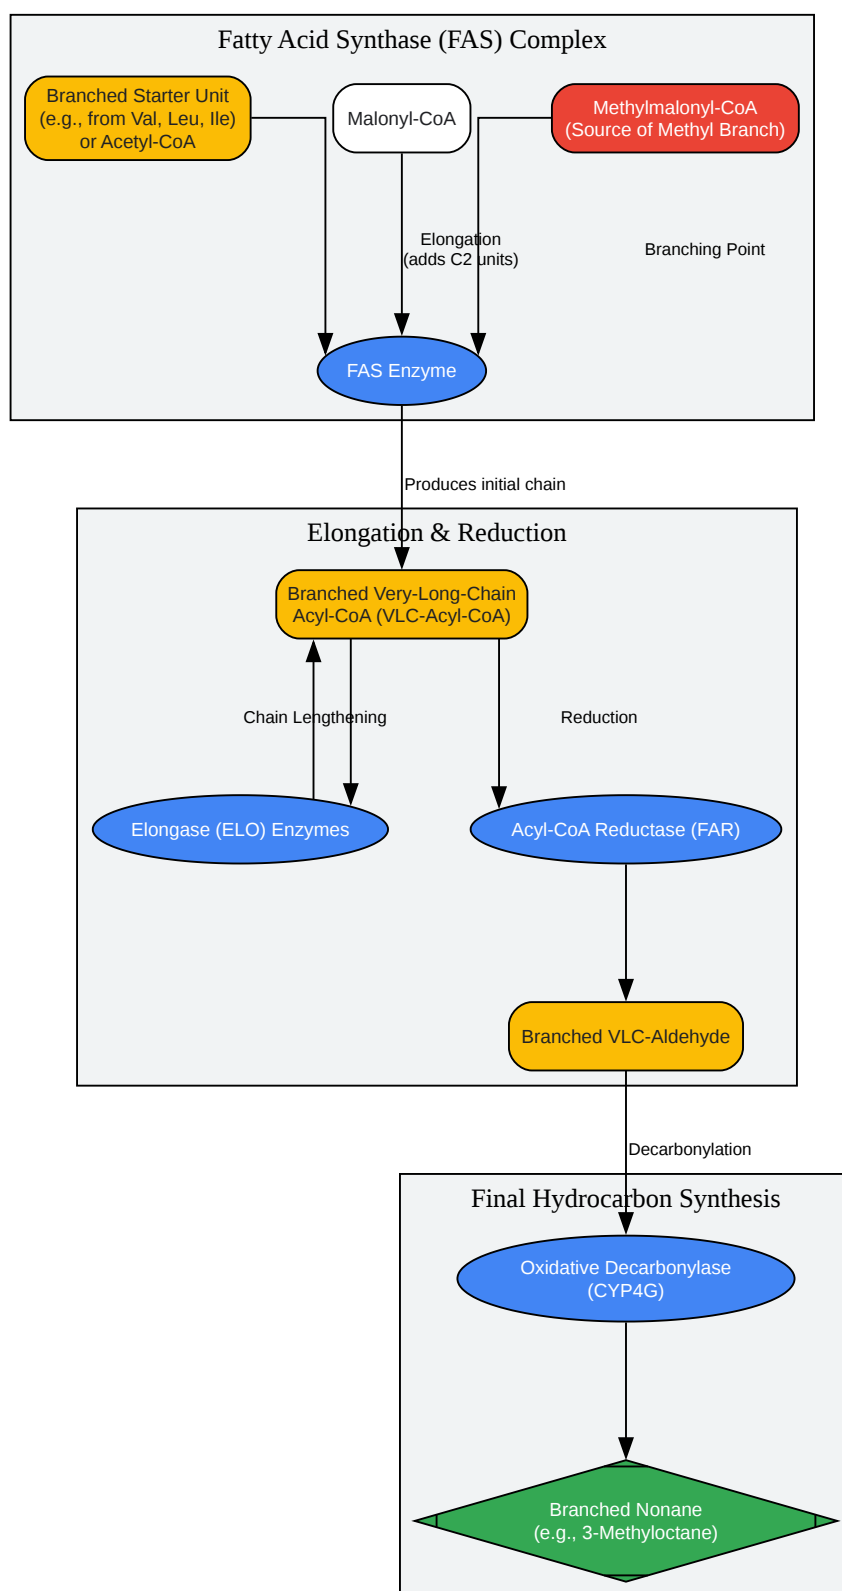 Fatty Acid Synthase (FAS) Complex
Branched Starter Unit
(e.g., from Val, Leu, Ile)
or Acetyl-CoA
Malonyl-CoA
Methylmalonyl-CoA
(Source of Methyl Branch)
Elongation
(adds C2 units)
Branching Point
FAS Enzyme
Produces initial chain
Elongation & Reduction
Branched Very-Long-Chain
Acyl-CoA (VLC-Acyl-CoA)
Chain Lengthening
Reduction
Elongase (ELO) Enzymes
Acyl-CoA Reductase (FAR)
Branched VLC-Aldehyde
Decarbonylation
Final Hydrocarbon Synthesis
Oxidative Decarbonylase
(CYP4G)
Branched Nonane
(e.g., 3-Methyloctane)